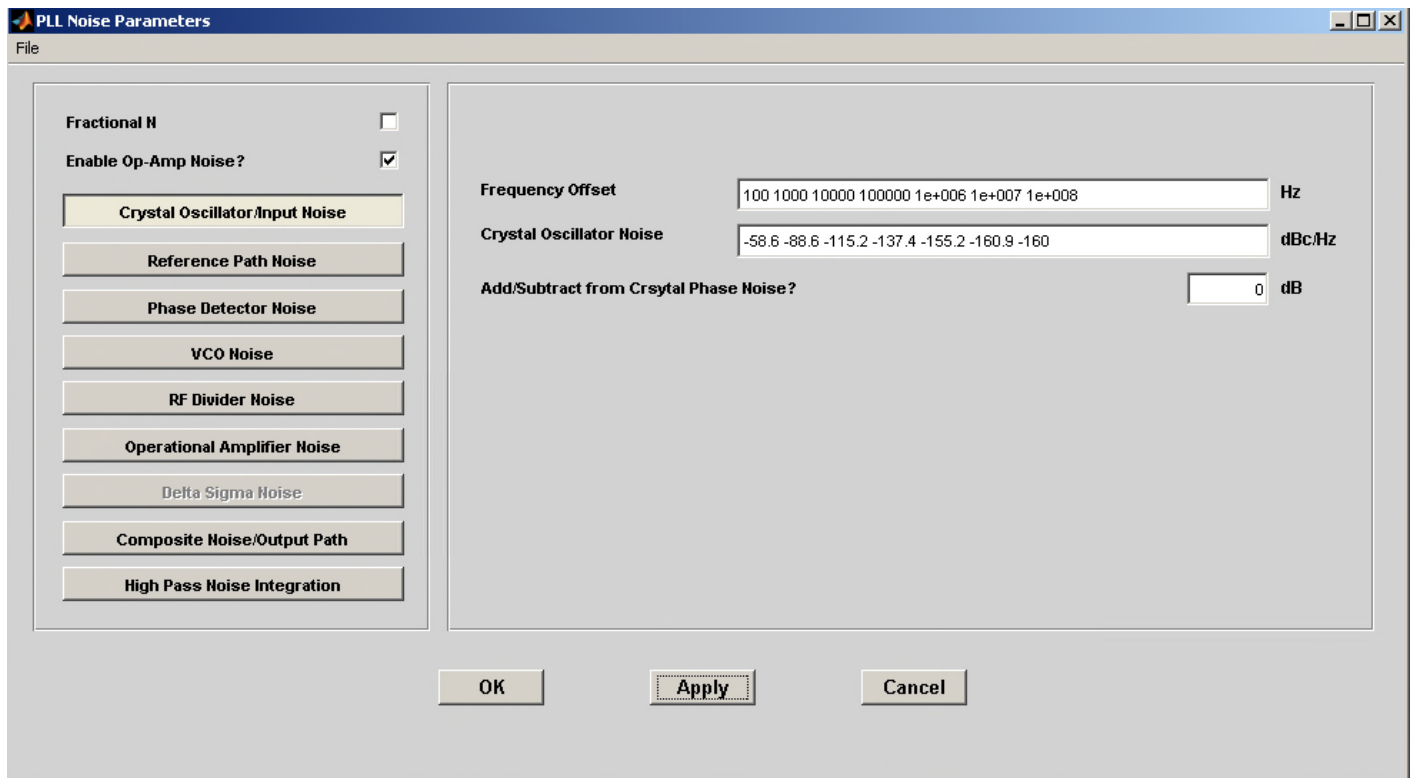 PLL Noise Parameters
File
Fractional N
Enable Op-Amp Noise?
Crystal Oscillator/Input Noise
Reference Path Noise
Phase Detector Noise
VCO Noise
RF Divider Noise
Operational Amplifier Noise
Delta Sigma Noise
Composite Noise/Output Path
High Pass Noise Integration
Frequency Offset 100 1000 10000 100000 1e+006 1e+007 1e+008 Hz
Crystal Oscillator Noise -58.6 -88.6 -115.2 -137.4 -155.2 -160.9 -160 dBc/Hz
Add/Subtract from Crsytal Phase Noise? 0 dB
OK Apply Cancel